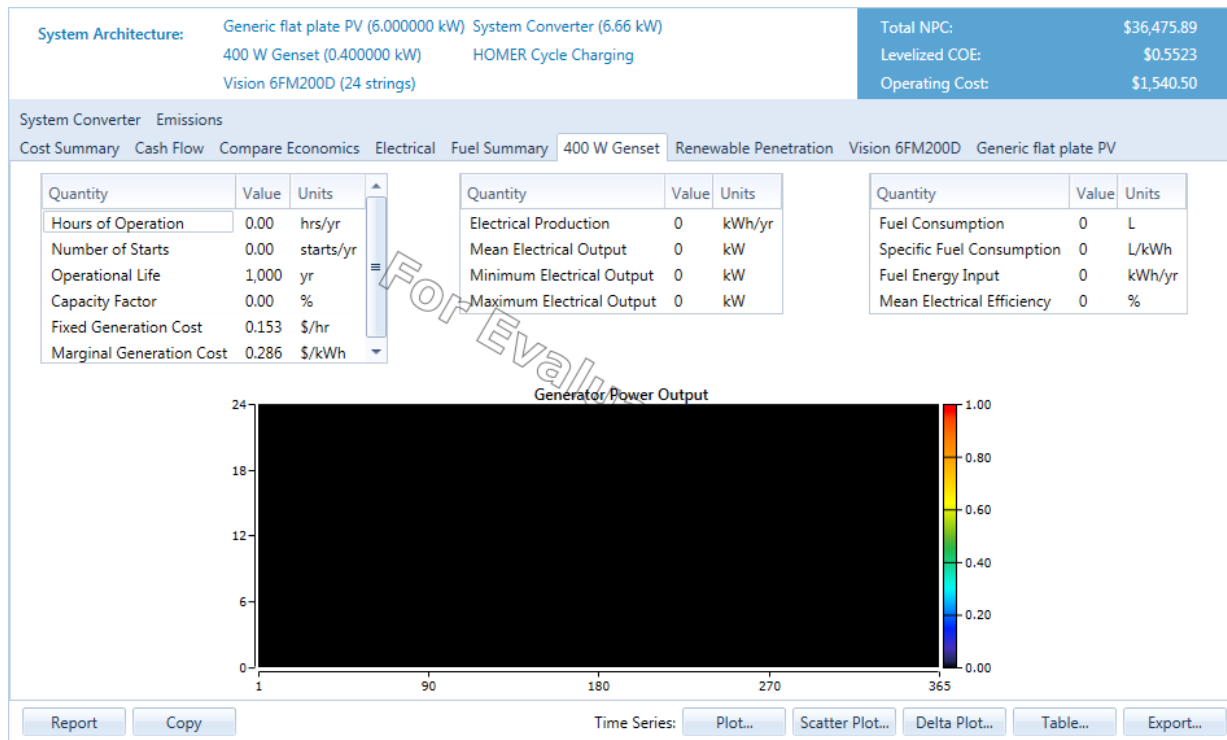 System Architecture:
Generic flat plate PV (6.000000 kW) System Converter (6.66 kW)
400 W Genset (0.400000 kW) HOMER Cycle Charging
Vision 6FM200D (24 strings)
Total NPC: $36,475.89
Levelized COE: $0.5523
Operating Cost: $1,540.50
System Converter Emissions
Cost Summary Cash Flow Compare Economics Electrical Fuel Summary 400 W Genset Renewable Penetration Vision 6FM200D Generic flat plate PV
Quantity Value Units
Hours of Operation 0.00 hrs/yr
Number of Starts 0.00 starts/yr
Operational Life 1,000 yr
Capacity Factor 0.00 %
Fixed Generation Cost 0.153 $/hr
Marginal Generation Cost 0.286 $/kWh
Quantity Value Units
Electrical Production 0 kWh/yr
Mean Electrical Output 0 kW
Minimum Electrical Output 0 kW
Maximum Electrical Output 0 kW
Quantity Value Units
Fuel Consumption 0 L
Specific Fuel Consumption 0 L/kWh
Fuel Energy Input 0 kWh/yr
Mean Electrical Efficiency 0 %
For
Generator Power Output
24
18
12
6
0
1 90 180 270 365
1.00
0.80
0.60
0.40
0.20
0.00
Report Copy Time Series: Plot... Scatter Plot... Delta Plot... Table... Export...